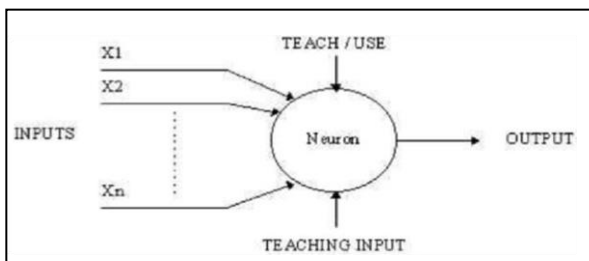 TEACH / USE
X1
X2
INPUTS
Neuron
OUTPUT
Xn
TEACHING INPUT